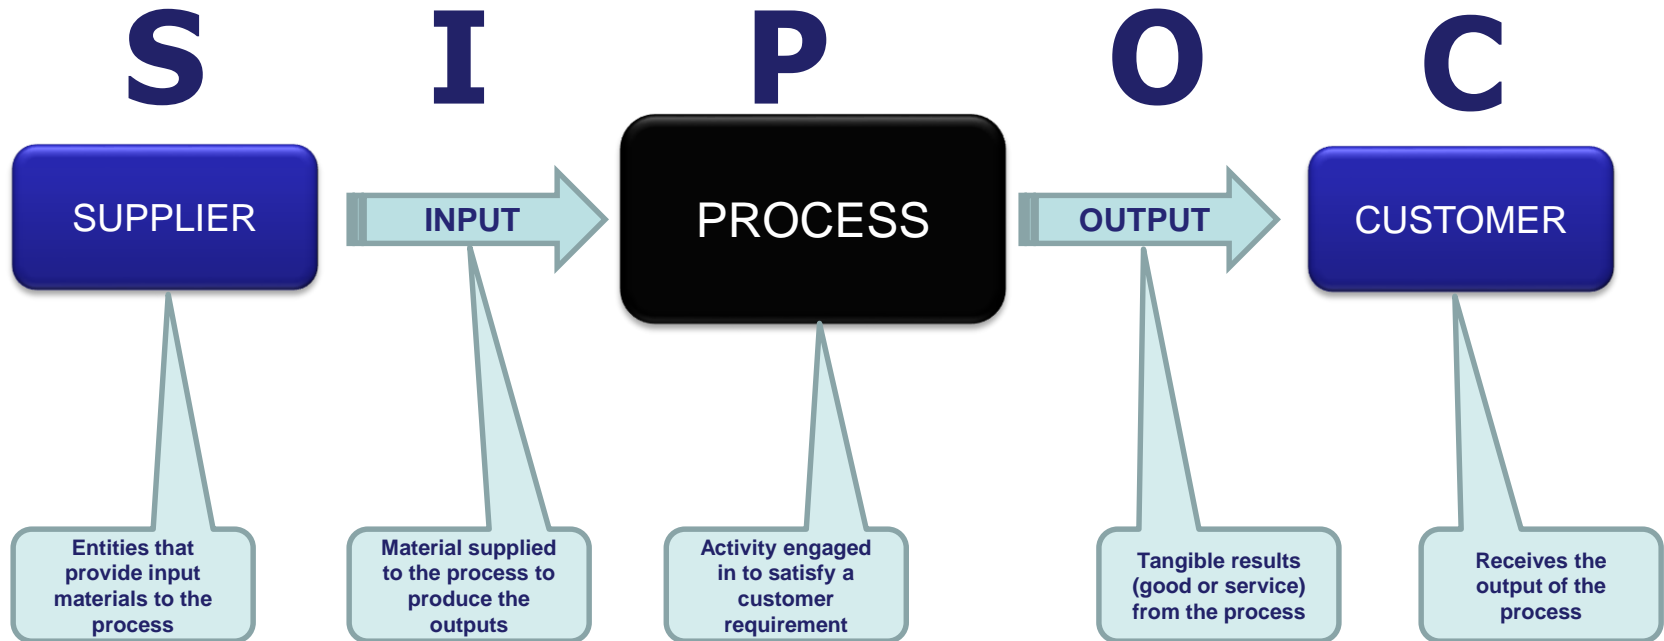 S I P O C
SUPPLIER
INPUT
PROCESS
OUTPUT
CUSTOMER
Entities that
provide input
materials to the
process
Material supplied
to the process to
produce the
outputs
Activity engaged
in to satisfy a
customer
requirement
Tangible results
(good or service)
from the process
Receives the
output of the
process